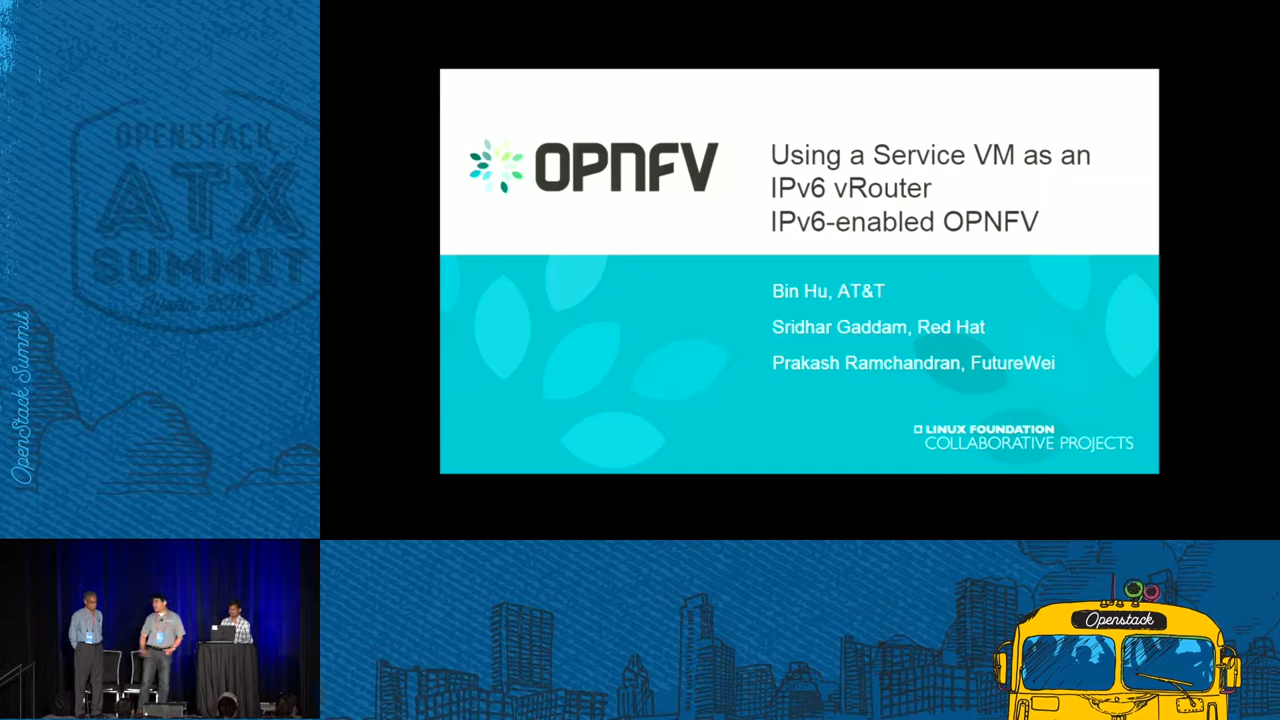 OPENSTACK
ATX
SUMMIT
OpenStack Summit
OPNFV
Using a Service VM as an
IPv6 vRouter
IPv6-enabled OPNFV
Bin Hu, AT&T
Sridhar Gaddam, Red Hat
Prakash Ramchandran, FutureWei
LINUX FOUNDATION
COLLABORATIVE PROJECTS
Openstack